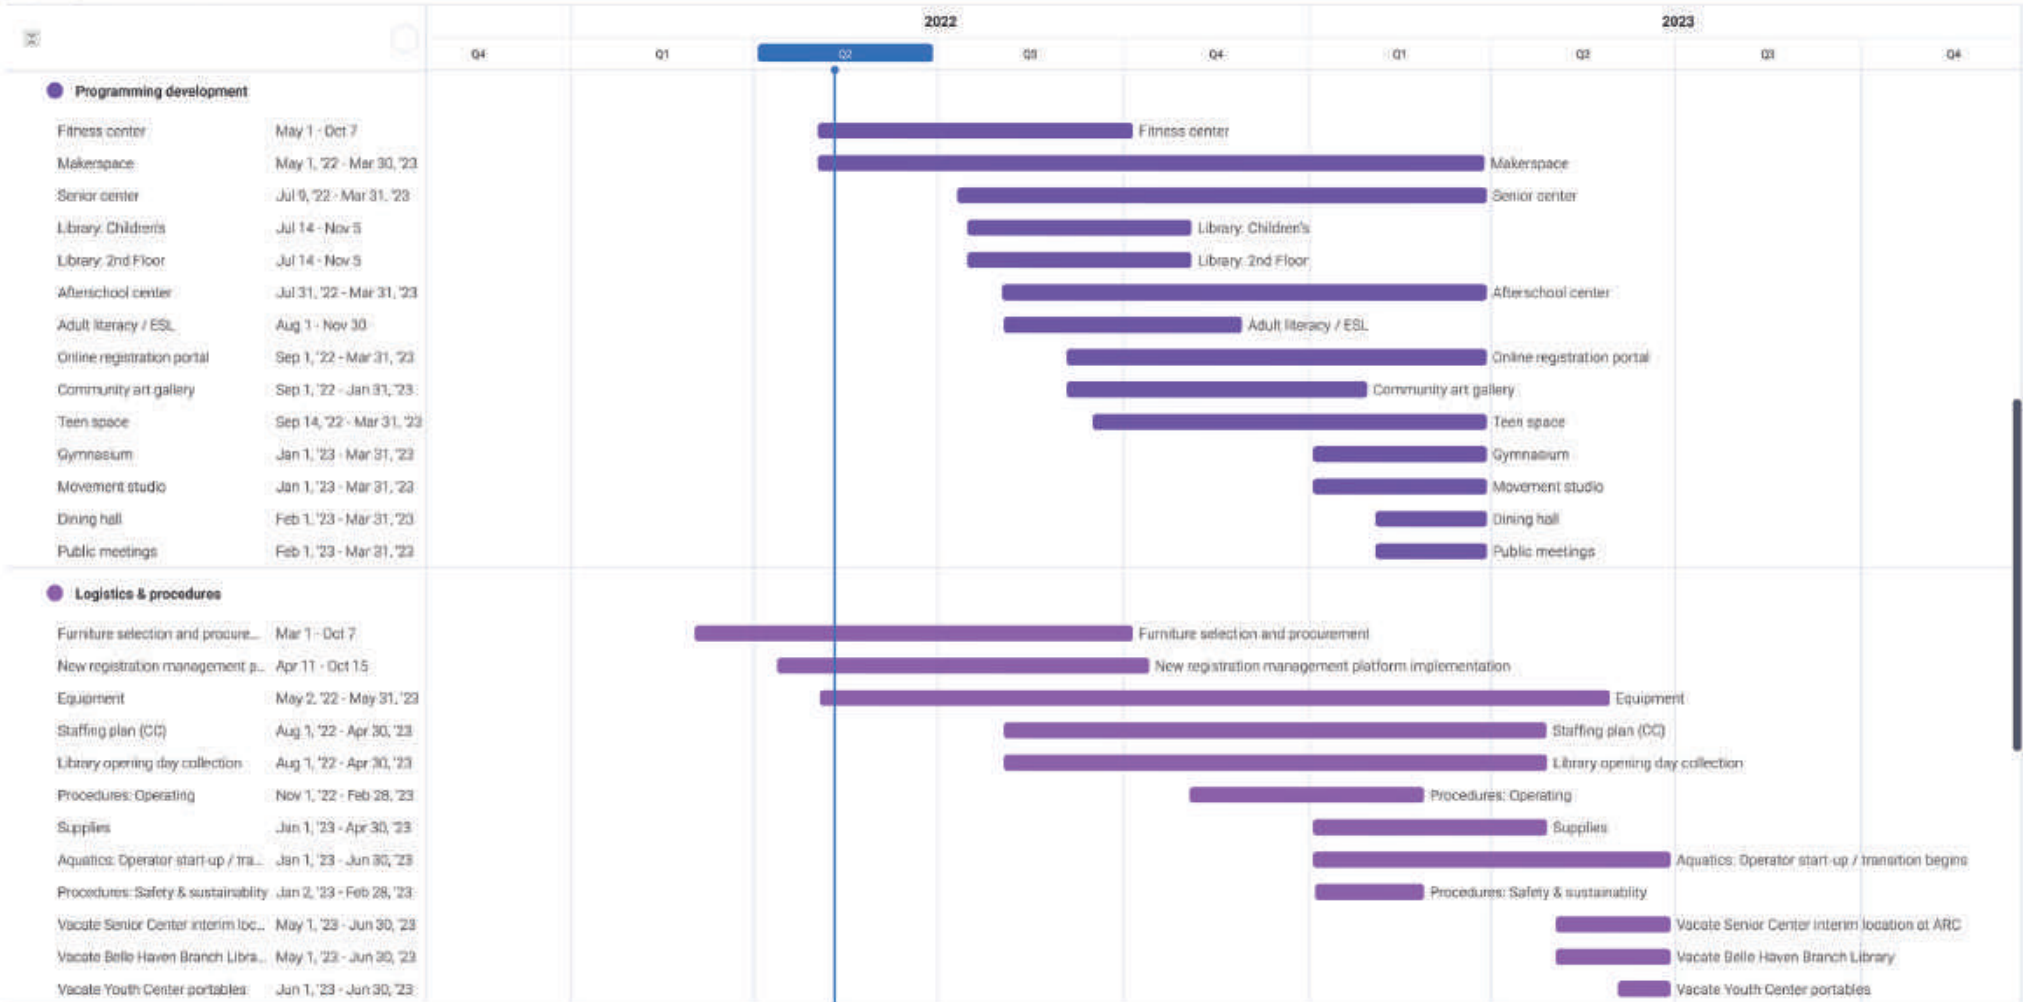 2022 2023
Q4 Q1 Q2 Q3 Q4 Q1 Q2 Q3 Q4
Programming development
Fitness center May 1 - Oct 7 Fitness center
Makerspace May 1, '22 - Mar 30, '23 Makerspace
Senior center Jul 9, '22 - Mar 31, '23 Senior center
Library: Children's Jul 14 - Nov 5 Library: Children's
Library: 2nd Floor Jul 14 - Nov 5 Library: 2nd Floor
Afterschool center Jul 31, '22 - Mar 31, '23 Afterschool center
Adult literacy / ESL Aug 1 - Nov 30 Adult literacy / ESL
Online registration portal Sep 1, '22 - Mar 31, '23 Online registration portal
Community art gallery Sep 1, '22 - Jan 31, '23 Community art gallery
Teen space Sep 14, '22 - Mar 31, '23 Teen space
Gymnasium Jan 1, '23 - Mar 31, '23 Gymnasium
Movement studio Jan 1, '23 - Mar 31, '23 Movement studio
Dining hall Feb 1, '23 - Mar 31, '23 Dining hall
Public meetings Feb 1, '23 - Mar 31, '23 Public meetings
Logistics & procedures
Furniture selection and procure... Mar 1 - Oct 7 Furniture selection and procurement
New registration management p... Apr 11 - Oct 15 New registration management platform implementation
Equipment May 2, '22 - May 31, '23 Equipment
Staffing plan (CC) Aug 1, '22 - Apr 30, '23 Staffing plan (CC)
Library opening day collection Aug 1, '22 - Apr 30, '23 Library opening day collection
Procedures: Operating Nov 1, '22 - Feb 28, '23 Procedures: Operating
Supplies Jan 1, '23 - Apr 30, '23 Supplies
Aquatics: Operator start-up / tra... Jan 1, '23 - Jun 30, '23 Aquatics: Operator start-up / transition begins
Procedures: Safety & sustainablity Jan 2, '23 - Feb 28, '23 Procedures: Safety & sustainablity
Vacate Senior Center interim loc... May 1, '23 - Jun 30, '23 Vacate Senior Center interim location at ARC
Vacate Belle Haven Branch Libra... May 1, '23 - Jun 30, '23 Vacate Belle Haven Branch Library
Vacate Youth Center portables Jun 1, '23 - Jun 30, '23 Vacate Youth Center portables